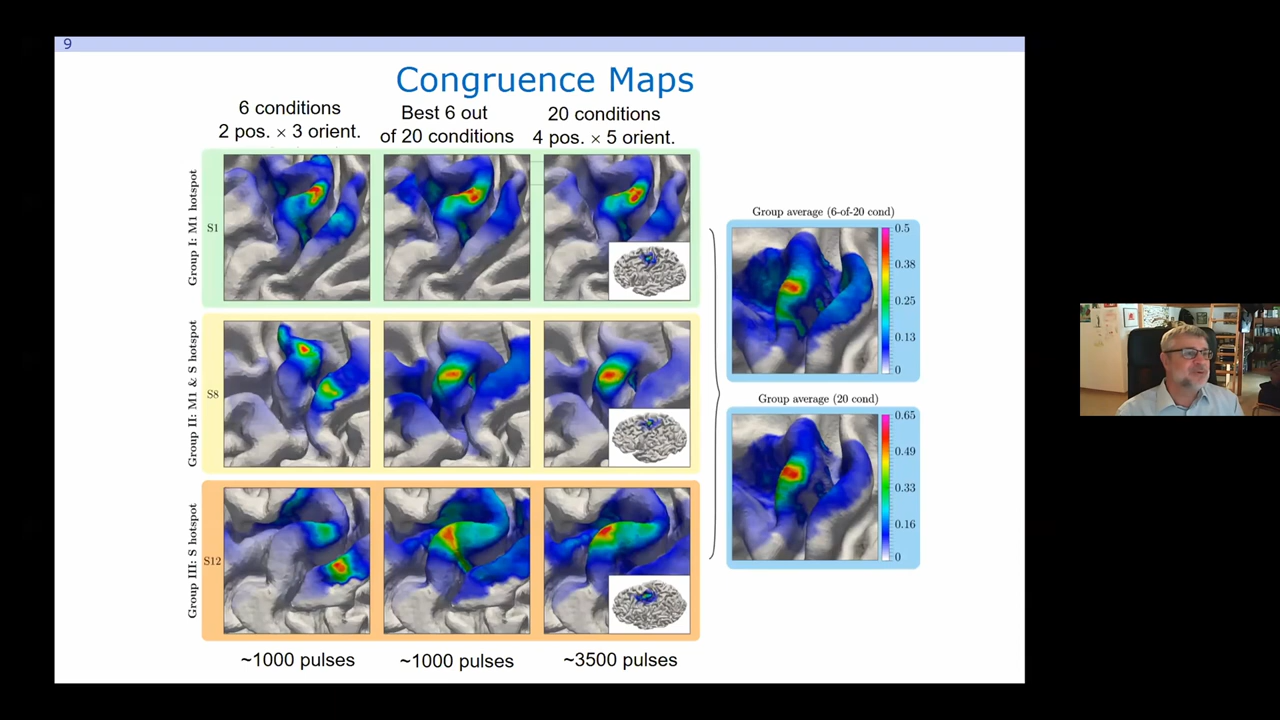 9
Congruence Maps
6 conditions
2 pos. × 3 orient.
Best 6 out
of 20 conditions
20 conditions
4 pos. × 5 orient.
Group I: M1 hotspot
S1
Group II: M1 & S hotspot
S8
Group III: S hotspot
S12
~1000 pulses
~1000 pulses
~3500 pulses
Group average (6-of-20 cond)
0.5
0.38
0.25
0.13
0
Group average (20 cond)
0.65
0.49
0.33
0.16
0